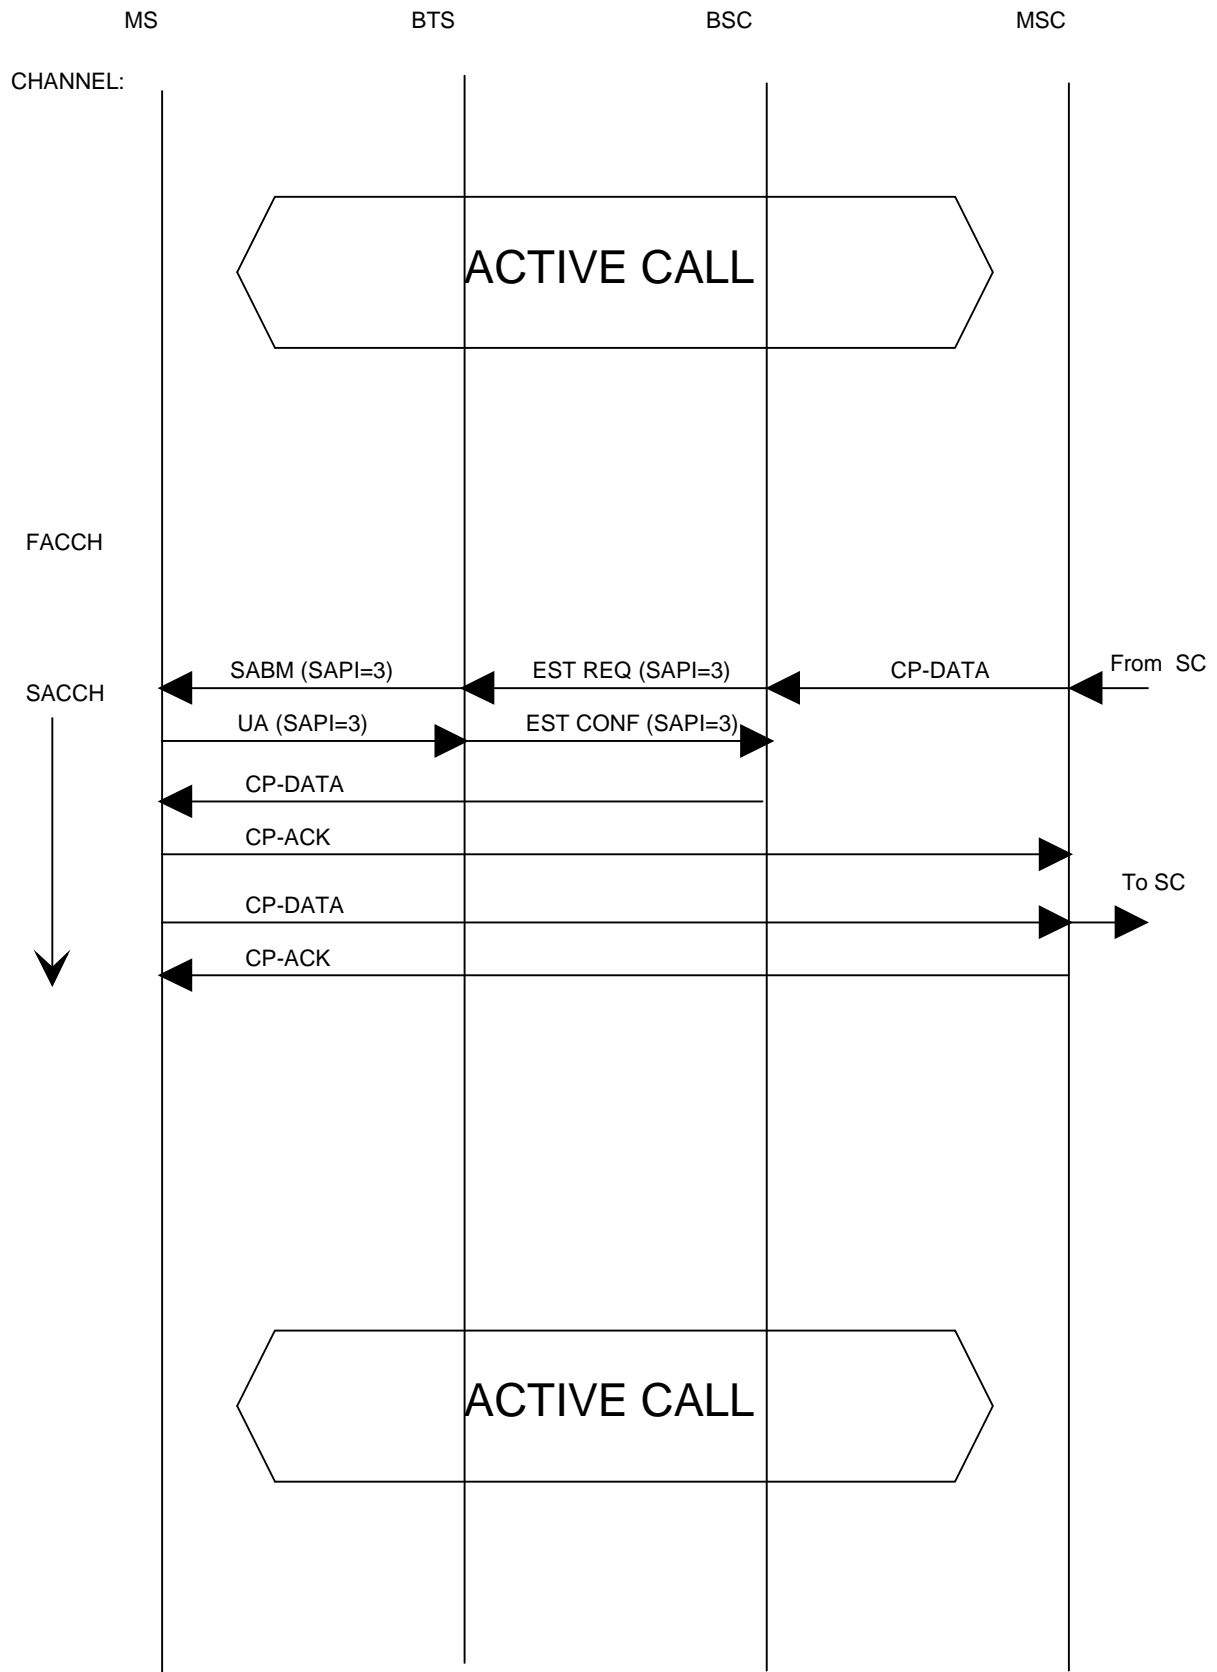 MS BTS BSC MSC
CHANNEL:
ACTIVE CALL
FACCH
SABM (SAPI=3) EST REQ (SAPI=3) CP-DATA From SC
SACCH
UA (SAPI=3) EST CONF (SAPI=3)
CP-DATA
CP-ACK
To SC
CP-DATA
CP-ACK
ACTIVE CALL